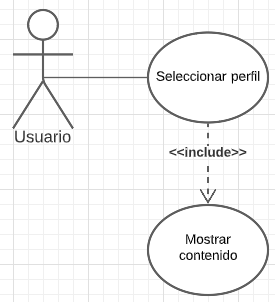 Seleccionar perfil
Usuario
<<include>>
Mostrar
contenido